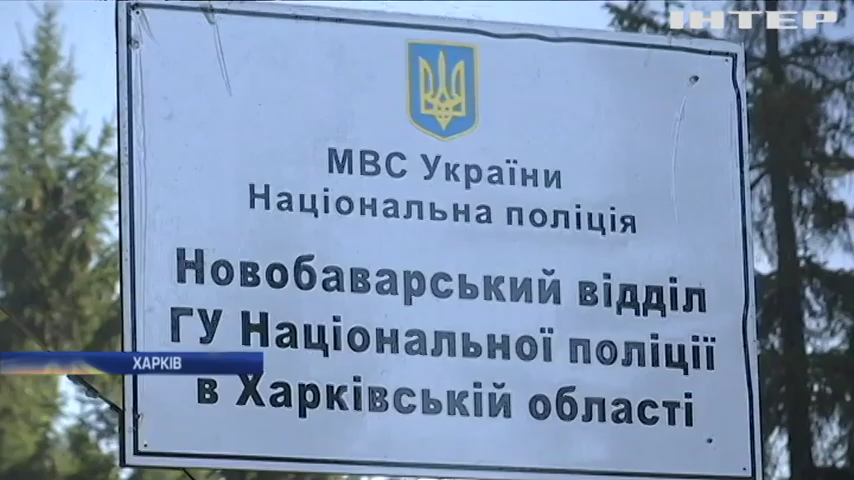 ІНТЕР
МВС України
Національна поліція
Новобаварський відділ
ГУ Національної поліції
в Харківській області
ХАРКІВ